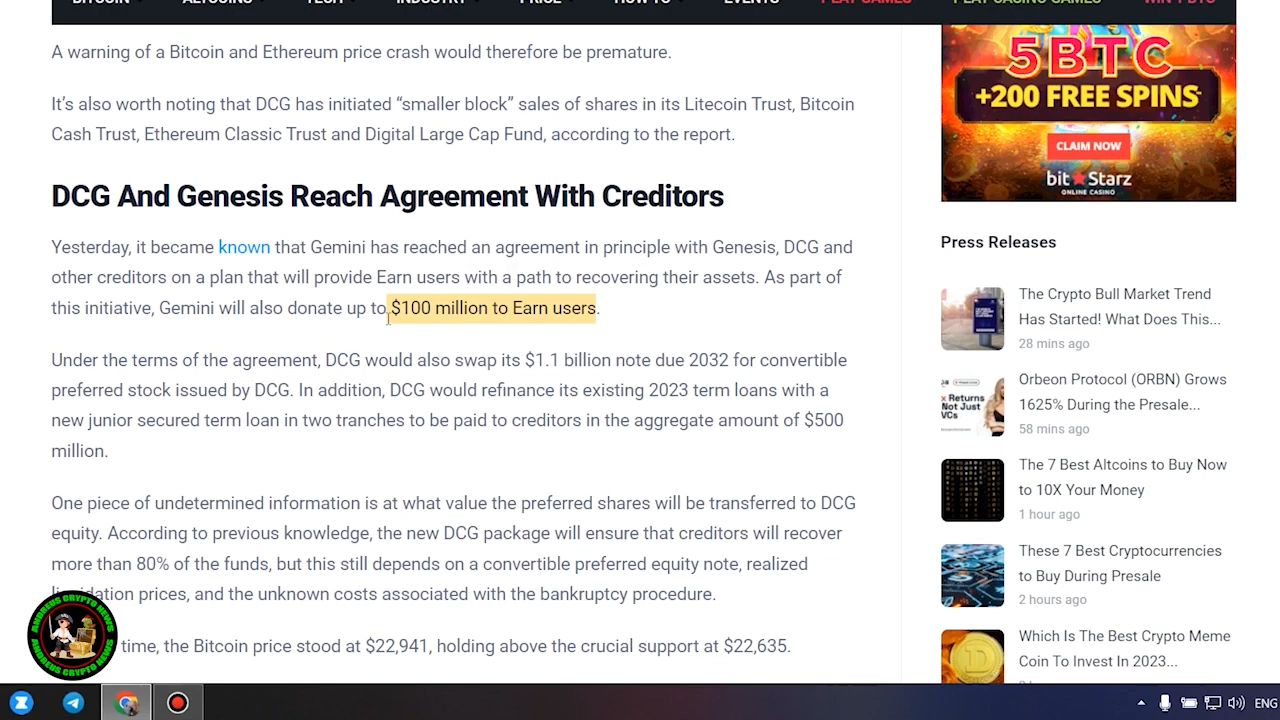 BITCOIN ALTCOINS TECH INDUSTRY PRICE HOW TO EVENTS PLAY GAMES PLAY CASINO GAMES WIN 1 BTC
A warning of a Bitcoin and Ethereum price cash would therefore be premature.
It’s also worth noting that DCG has initiated “smaller block” sales of shares in its Litecoin Trust, Bitcoin
Cash Trust, Ethereum Classic Trust and Digital Large Cap Fund, according to the report.
DCG And Genesis Reach Agreement With Creditors
Yesterday, it became known that Gemini has reached an agreement in principle with Genesis, DCG and
other creditors on a plan that will provide Earn users with a path to recovering their assets. As part of
this initiative, Gemini will also donate up to $100 million to Earn users.
Under the terms of the agreement, DCG would also swap its $1.1 billion note due 2032 for convertible
preferred stock issued by DCG. In addition, DCG would refinance its existing 2023 term loans with a
new junior secured term loan in two tranches to be paid to creditors in the aggregate amount of $500
million.
One piece of undetermined information is at what value the preferred shares will be transferred to DCG
equity. According to previous knowledge, the new DCG package will ensure that creditors will recover
more than 80% of the funds, but this still depends on a convertible preferred equity note, realized
liquidation prices, and the unknown costs associated with the bankruptcy procedure.
time, the Bitcoin price stood at $22,941, holding above the crucial support at $22,635.
ANDREUS CRYPTO NEWS
ANDREUS CRYPTO NEWS
5 BTC
+200 FREE SPINS
CLAIM NOW
bitStarz
ONLINE CASINO
Press Releases
The Crypto Bull Market Trend
Has Started! What Does This...
28 mins ago
Returns
Not Just
VCs
Orbeon Protocol (ORBN) Grows
1625% During the Presale...
58 mins ago
The 7 Best Altcoins to Buy Now
to 10X Your Money
1 hour ago
These 7 Best Cryptocurrencies
to Buy During Presale
2 hours ago
Which Is The Best Crypto Meme
Coin To Invest In 2023...
ENG